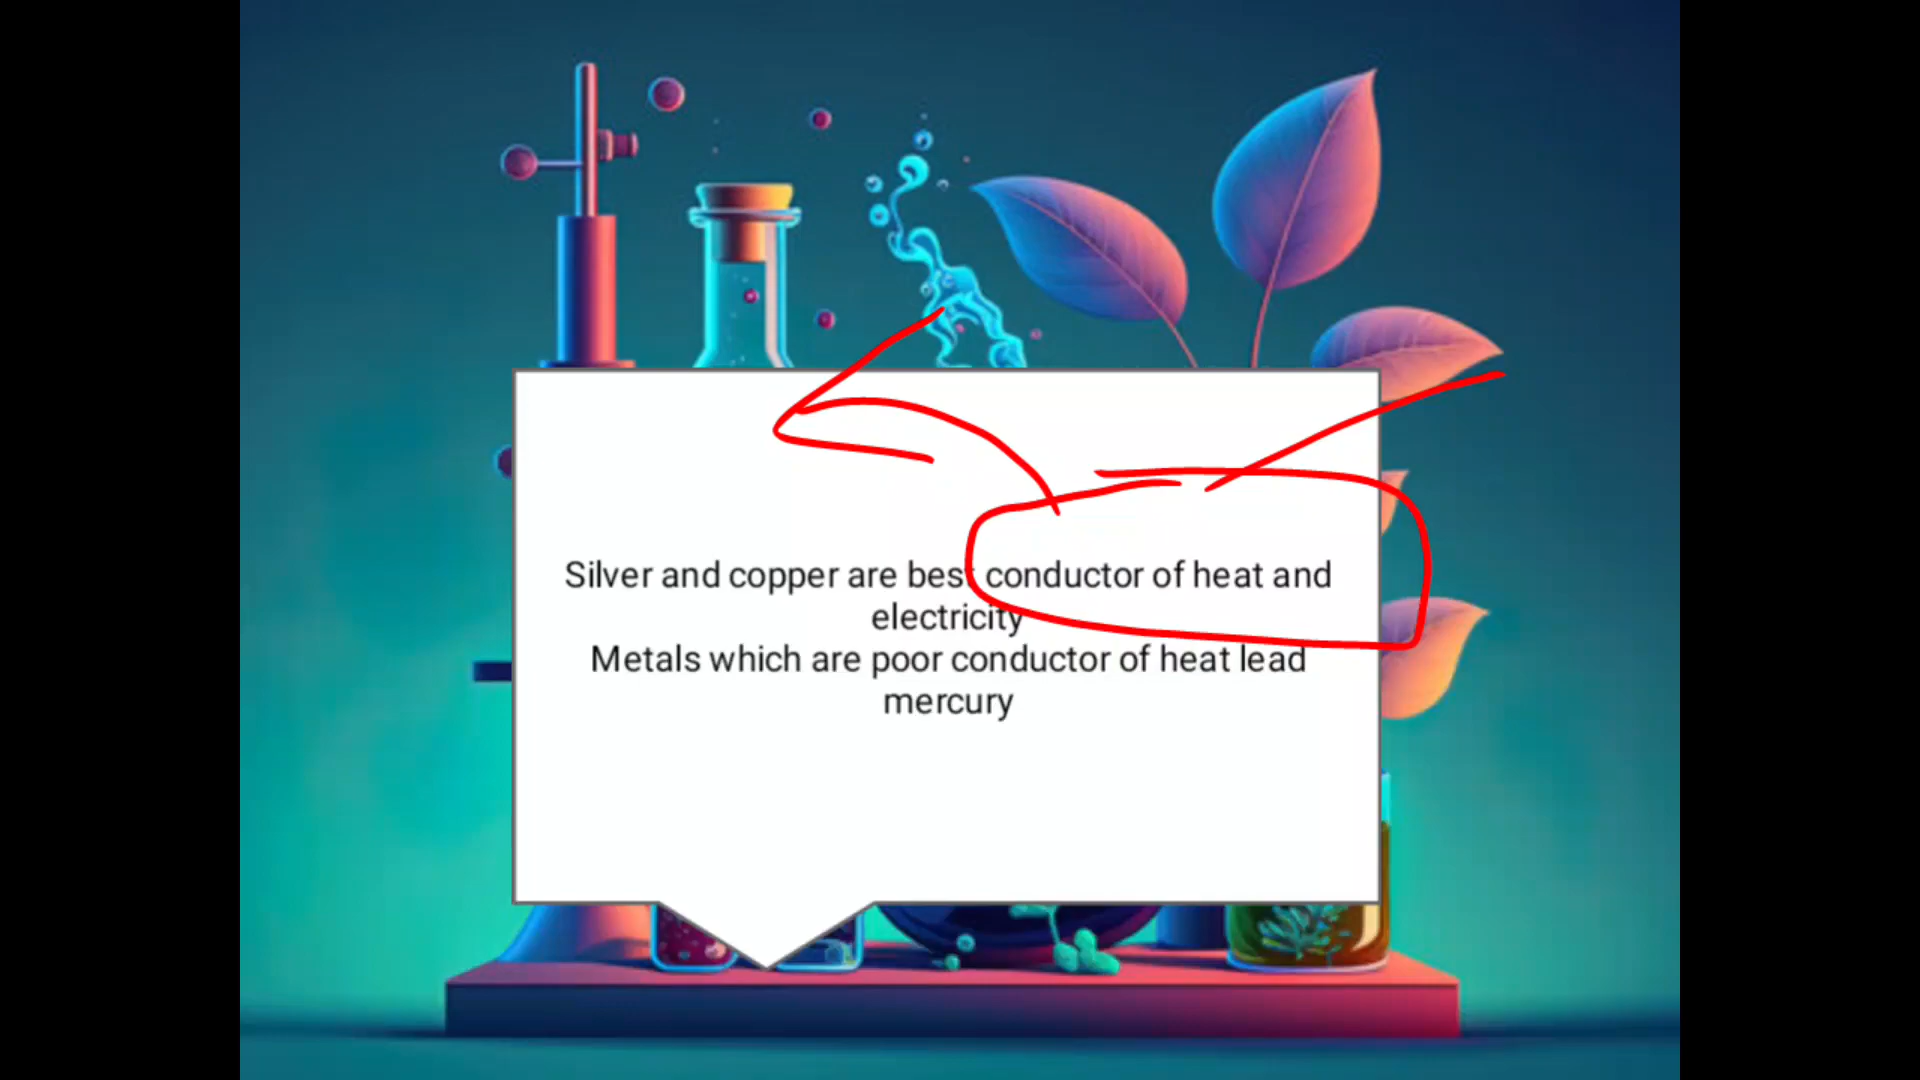 Silver and copper are best conductor of heat and
electricity
Metals which are poor conductor of heat lead
mercury